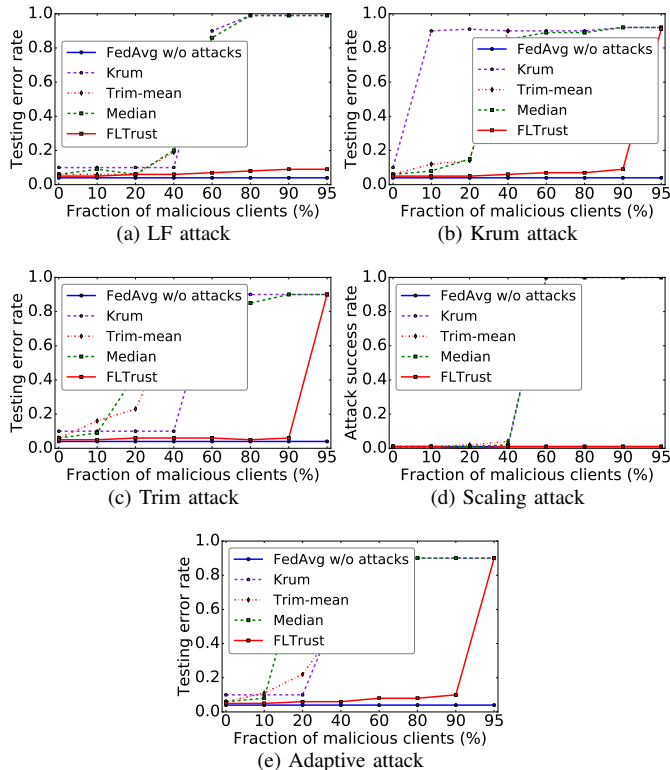 Testing error rate
1.0
0.8
0.6
0.4
0.2
0.0
FedAvg w/o attacks
Krum
Trim-mean
Median
FLTrust
0 10 20 40 60 80 90 95
Fraction of malicious clients (%)
(a) LF attack
Testing error rate
1.0
0.8
0.6
0.4
0.2
0.0
FedAvg w/o attacks
Krum
Trim-mean
Median
FLTrust
0 10 20 40 60 80 90 95
Fraction of malicious clients (%)
(b) Krum attack
Testing error rate
1.0
0.8
0.6
0.4
0.2
0.0
FedAvg w/o attacks
Krum
Trim-mean
Median
FLTrust
0 10 20 40 60 80 90 95
Fraction of malicious clients (%)
(c) Trim attack
Attack success rate
1.0
0.8
0.6
0.4
0.2
0.0
FedAvg w/o attacks
Krum
Trim-mean
Median
FLTrust
0 10 20 40 60 80 90 95
Fraction of malicious clients (%)
(d) Scaling attack
Testing error rate
1.0
0.8
0.6
0.4
0.2
0.0
FedAvg w/o attacks
Krum
Trim-mean
Median
FLTrust
0 10 20 40 60 80 90 95
Fraction of malicious clients (%)
(e) Adaptive attack